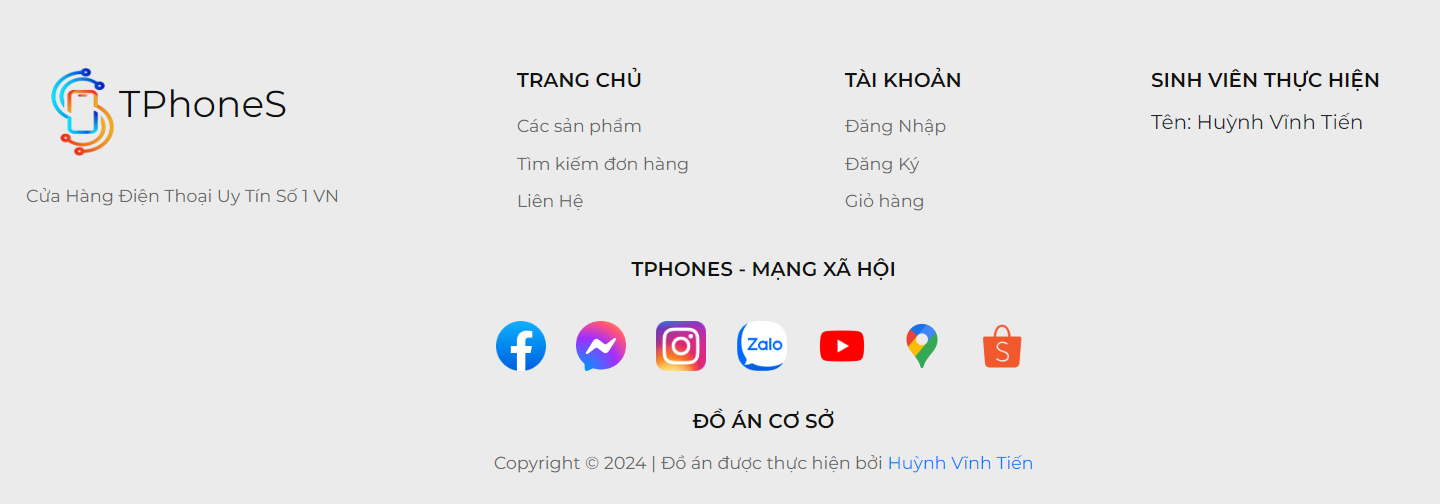 TPhoneS
Cửa Hàng Điện Thoại Uy Tín Số 1 VN
TRANG CHỦ
Các sản phẩm
Tìm kiếm đơn hàng
Liên Hệ
TÀI KHOẢN
Đăng Nhập
Đăng Ký
Giỏ hàng
SINH VIÊN THỰC HIỆN
Tên: Huỳnh Vĩnh Tiến
TPHONES - MẠNG XÃ HỘI
Zalo
ĐỒ ÁN CƠ SỞ
Copyright © 2024 | Đồ án được thực hiện bởi Huỳnh Vĩnh Tiến